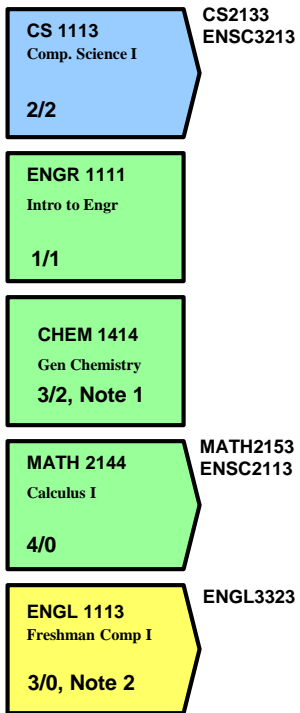 CS 1113
Comp. Science I
2/2
CS2133
ENSC3213
ENGR 1111
Intro to Engr
1/1
CHEM 1414
Gen Chemistry
3/2, Note 1
MATH 2144
Calculus I
4/0
MATH2153
ENSC2113
ENGL 1113
Freshman Comp I
3/0, Note 2
ENGL3323